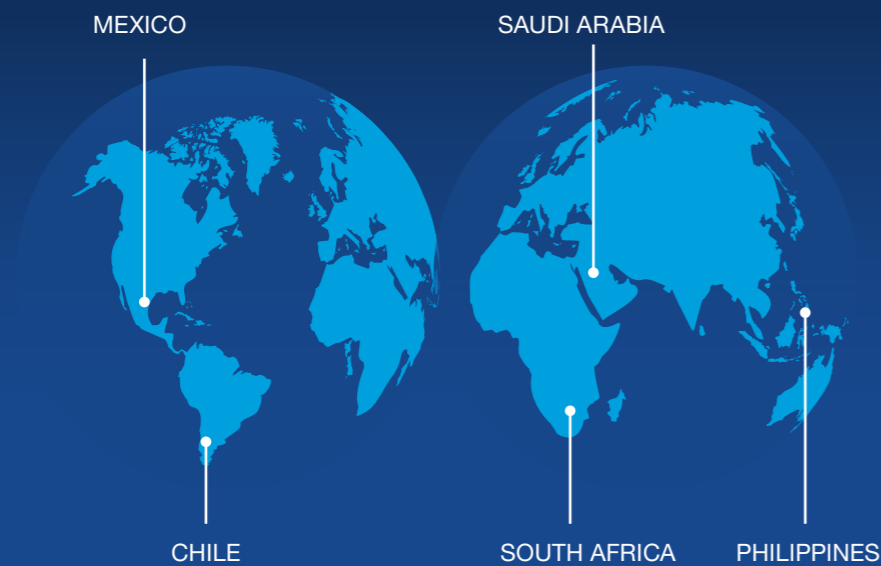 MEXICO
SAUDI ARABIA
CHILE
SOUTH AFRICA
PHILIPPINES